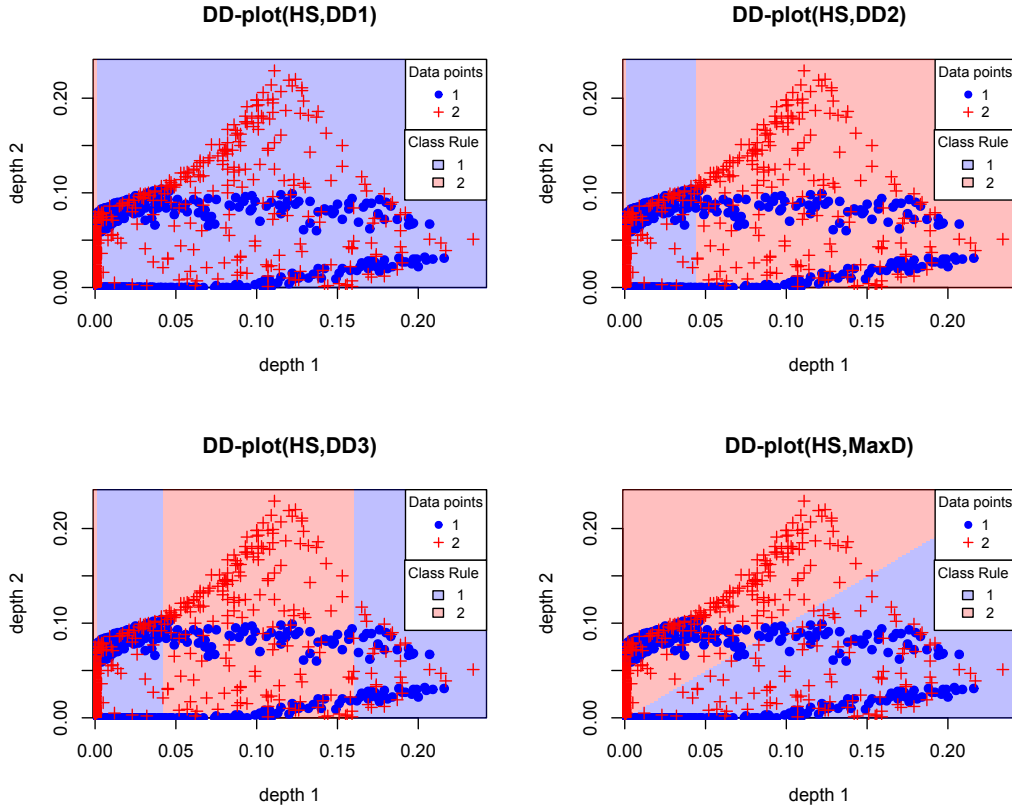 DD-plot(HS,DD1)
Data points
1
2
Class Rule
1
2
depth 2
0.00 0.10 0.20
0.00 0.05 0.10 0.15 0.20
depth 1
DD-plot(HS,DD2)
Data points
1
2
Class Rule
1
2
depth 2
0.00 0.10 0.20
0.00 0.05 0.10 0.15 0.20
depth 1
DD-plot(HS,DD3)
Data points
1
2
Class Rule
1
2
depth 2
0.00 0.10 0.20
0.00 0.05 0.10 0.15 0.20
depth 1
DD-plot(HS,MaxD)
Data points
1
2
Class Rule
1
2
depth 2
0.00 0.10 0.20
0.00 0.05 0.10 0.15 0.20
depth 1